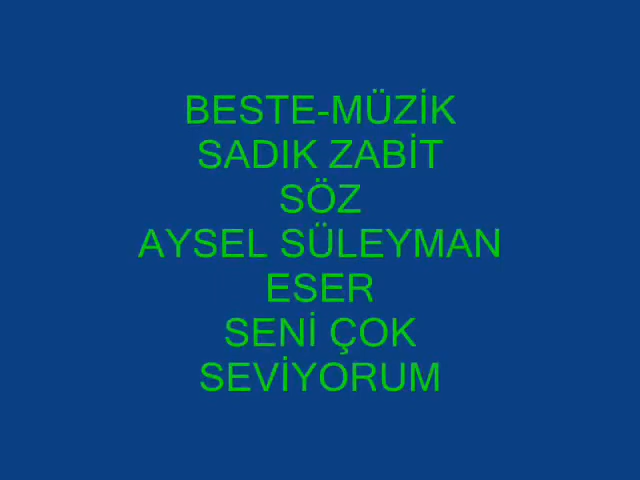 BESTE-MÜZİK
SADIK ZABİT
SÖZ
AYSEL SÜLEYMAN
ESER
SENİ ÇOK
SEVİYORUM